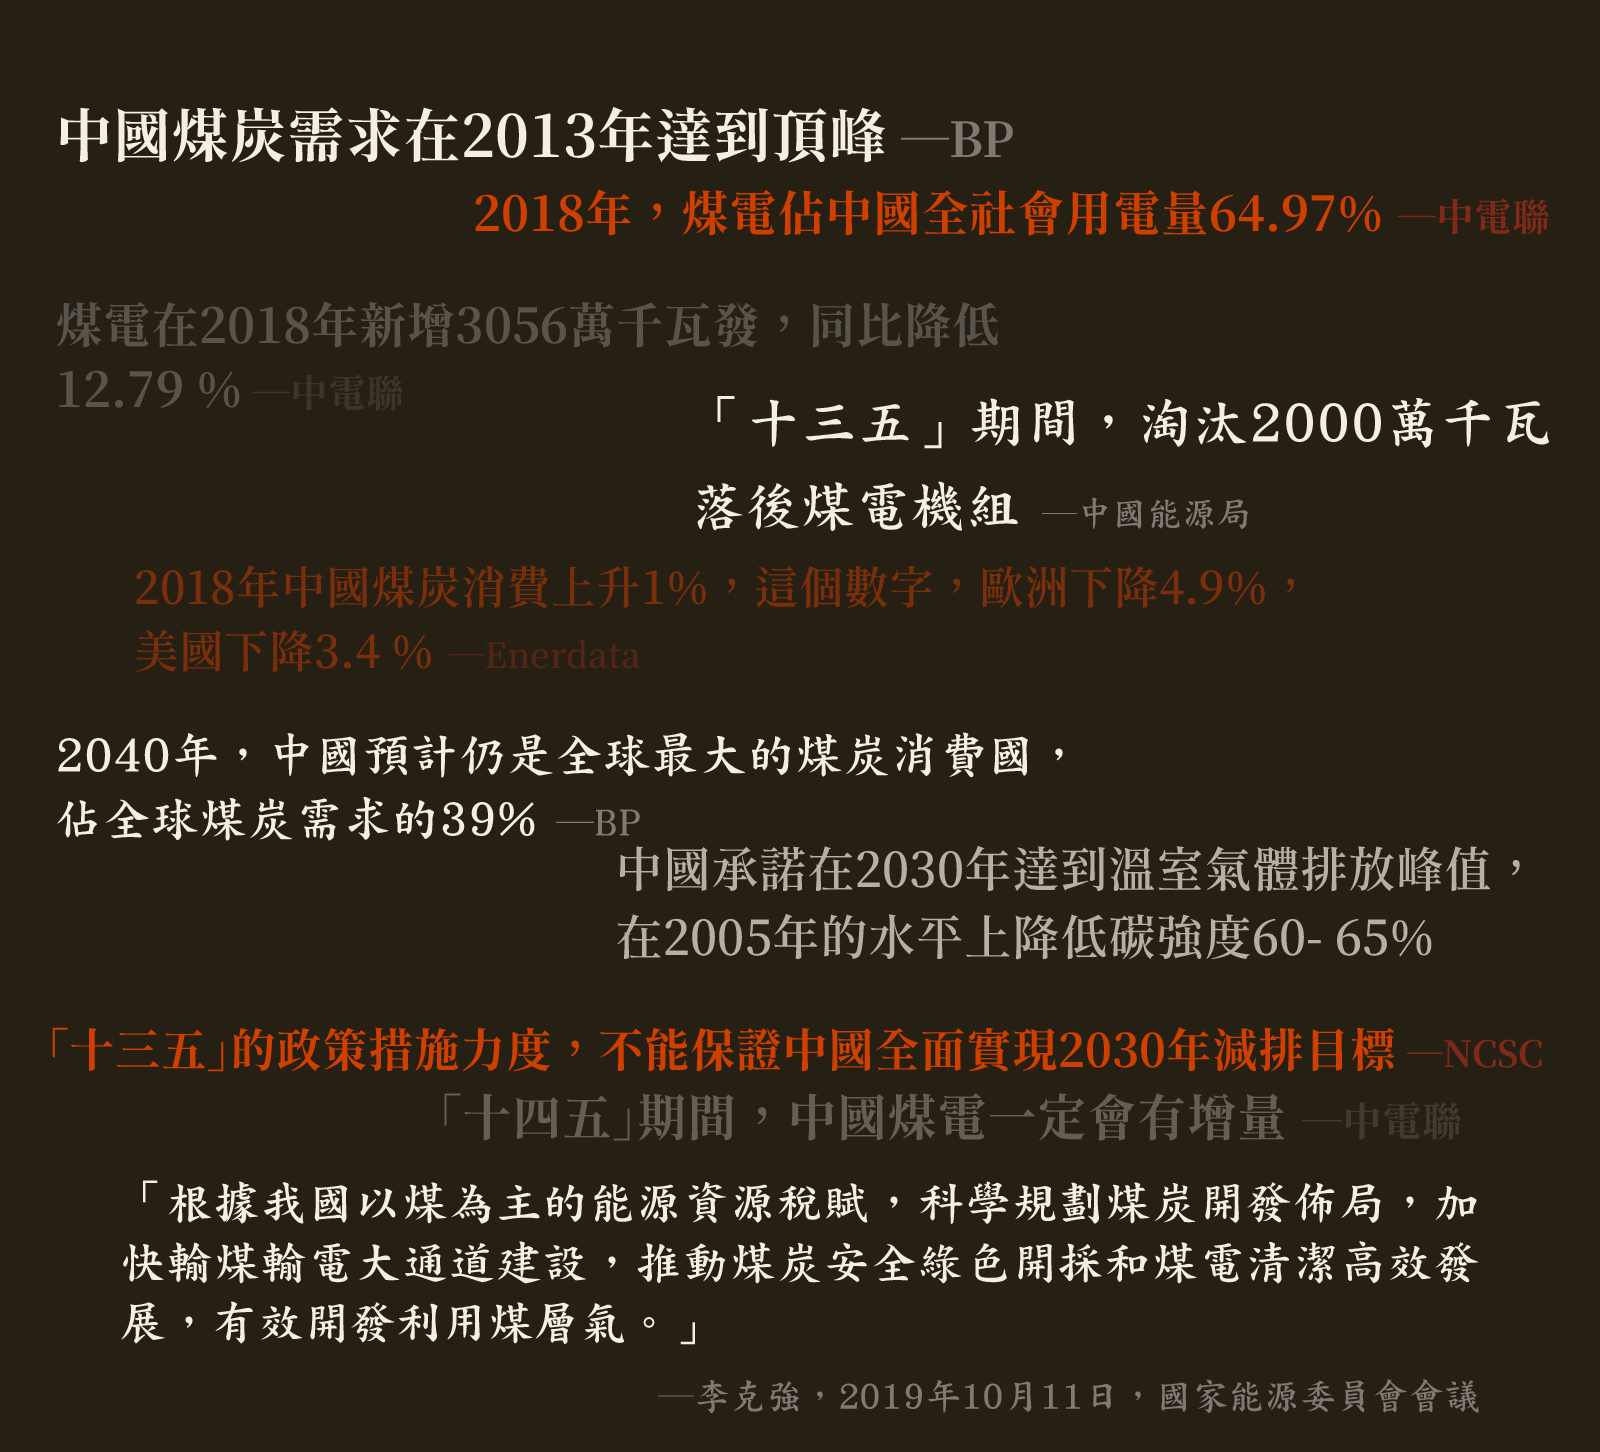 中國煤炭需求在2013年達到頂峰 —BP
2018年，煤電佔中國全社會用電量64.97% —中電聯
煤電在2018年新增3056萬千瓦發，同比降低
12.79 % —中電聯
「十三五」期間，淘汰2000萬千瓦
落後煤電機組 —中國能源局
2018年中國煤炭消費上升1%，這個數字，歐洲下降4.9%，
美國下降3.4 % —Enerdata
2040年，中國預計仍是全球最大的煤炭消費國，
佔全球煤炭需求的39% —BP
中國承諾在2030年達到溫室氣體排放峰值，
在2005年的水平上降低碳強度60- 65%
「十三五」的政策措施力度，不能保證中國全面實現2030年減排目標 —NCSC
「十四五」期間，中國煤電一定會有增量 —中電聯
「根據我國以煤為主的能源資源稅賦，科學規劃煤炭開發佈局，加
快輸煤輸電大通道建設，推動煤炭安全綠色開採和煤電清潔高效發
展，有效開發利用煤層氣。」
—李克強，2019年10月11日，國家能源委員會會議